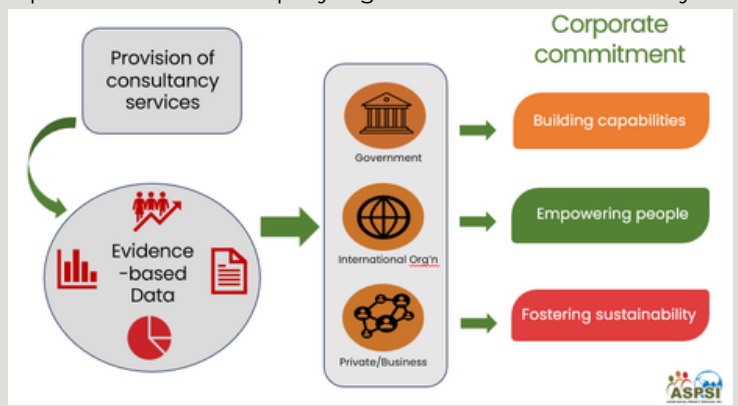 Provision of
consultancy
services
Evidence
-based
Data
Government
International Org'n
Private/Business
Corporate
commitment
Building capabilities
Empowering people
Fostering sustainability
ASPSI